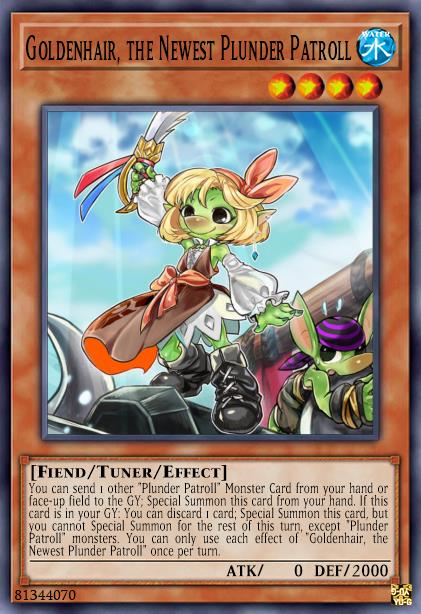 GOLDENHAIR, THE NEWEST PLUNDER PATROLL
WATER
水
[FIEND/TUNER/EFFECT]
You can send 1 other "Plunder Patroll" Monster Card from your hand or
face-up field to the GY; Special Summon this card from your hand. If this
card is in your GY: You can discard 1 card; Special Summon this card, but
you cannot Special Summon for the rest of this turn, except "Plunder
Patroll" monsters. You can only use each effect of "Goldenhair, the
Newest Plunder Patroll" once per turn.
ATK/ 0 DEF/2000
81344070